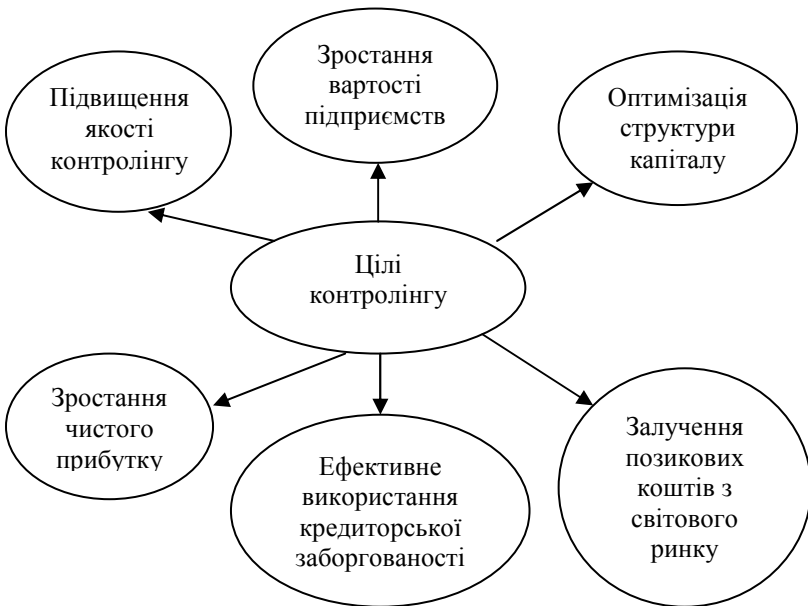 Підвищення
якості
контролінгу
Зростання
вартості
підприємств
Оптимізація
структури
капіталу
Цілі
контролінгу
Зростання
чистого
прибутку
Ефективне
використання
кредиторської
заборгованості
Залучення
позикових
коштів з
світового
ринку